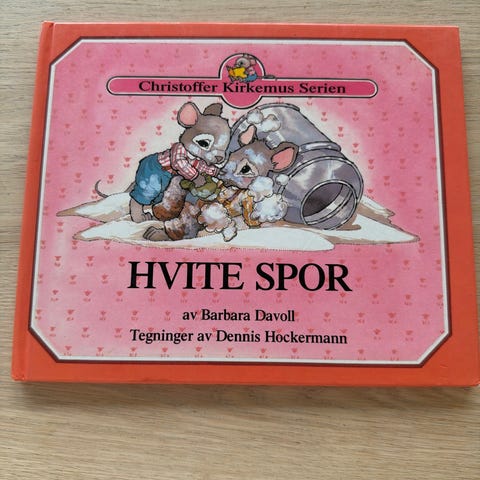 Christoffer Kirkemus Serien
HVITE SPOR
av Barbara Davoll
Tegninger av Dennis Hockermann